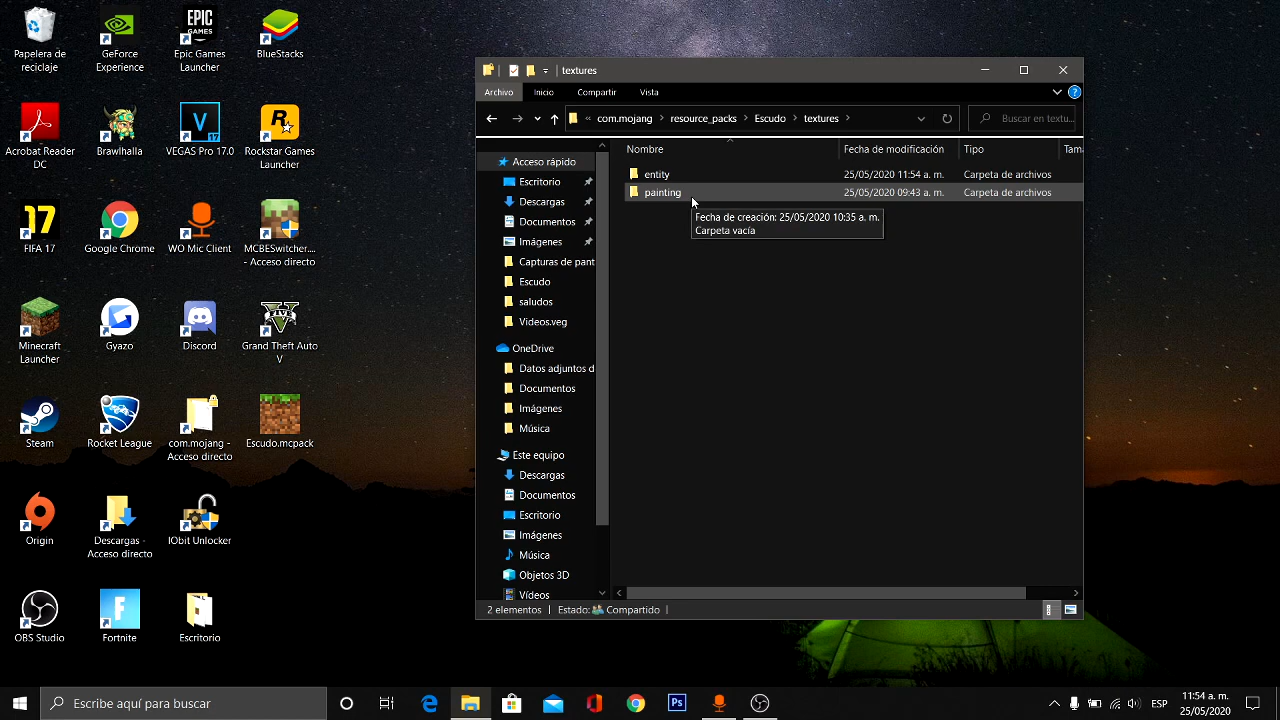 Papelera de
reciclaje
GeForce
Experience
EPIC
GAMES
Epic Games
Launcher
BlueStacks
Acrobat Reader
DC
Brawlhalla
V
17
VEGAS Pro 17.0
R
Rockstar Games
Launcher
17
FIFA 17
Google Chrome
WO Mic Client
MCBESwitcher....
- Acceso directo
Minecraft
Launcher
Gyazo
Discord
V
Grand Theft Auto
V
Steam
Rocket League
com.mojang -
Acceso directo
Escudo.mcpack
Origin
Descargas -
Acceso directo
IObit Unlocker
OBS Studio
F
Fortnite
Escritorio
textures
Archivo
Inicio
Compartir
Vista
?
« com.mojang > resource_packs > Escudo > textures >
Buscar en textu...
Acceso rápido
Escritorio
Descargas
Documentos
Imágenes
Capturas de pant
Escudo
saludos
Videos.veg
OneDrive
Datos adjuntos d
Documentos
Imágenes
Música
Este equipo
Descargas
Documentos
Escritorio
Imágenes
Música
Objetos 3D
Vídeos
Nombre Fecha de modificación Tipo Tama
entity 25/05/2020 11:54 a. m. Carpeta de archivos
painting 25/05/2020 09:43 a. m. Carpeta de archivos
Fecha de creación: 25/05/2020 10:35 a. m.
Carpeta vacía
2 elementos Estado: Compartido
Escribe aquí para buscar
Ps
ESP
11:54 a. m.
25/05/2020